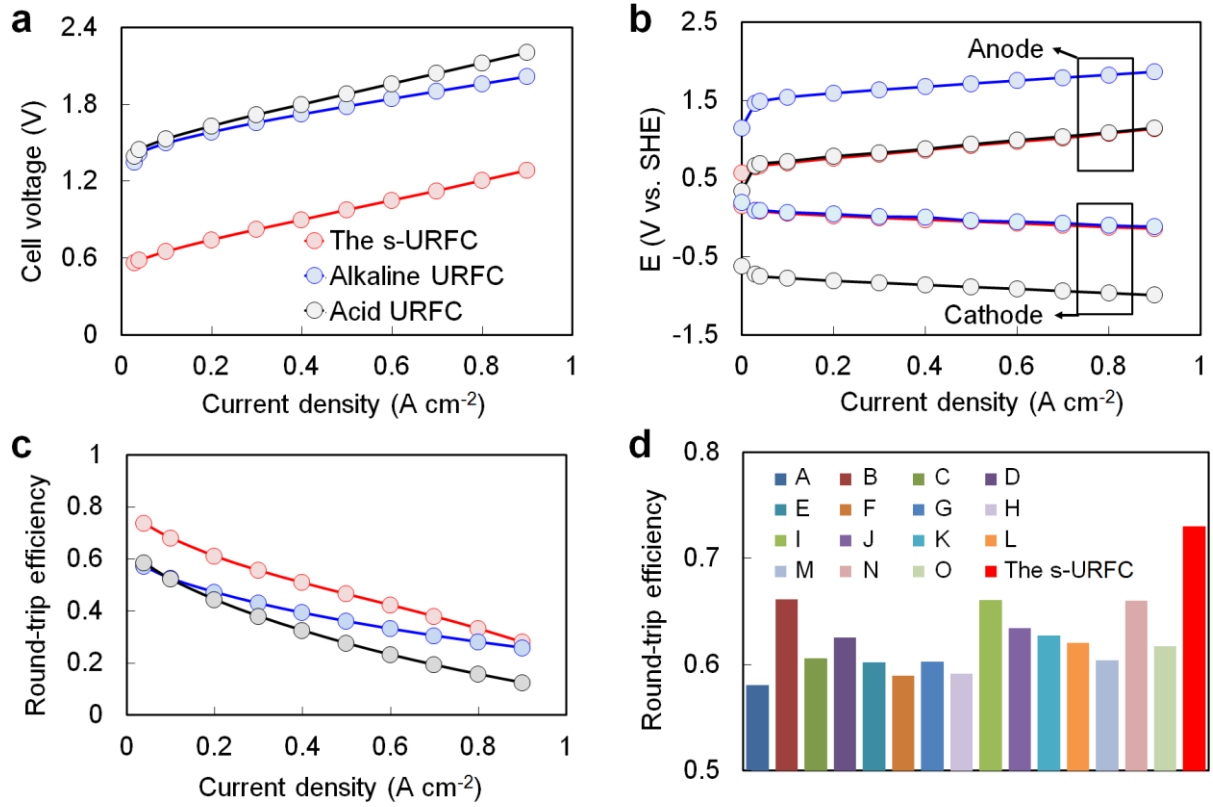 a
2.4
1.8
1.2
0.6
0
Cell voltage (V)
The s-URFC
Alkaline URFC
Acid URFC
0 0.2 0.4 0.6 0.8 1
Current density (A cm-2)
b
2.5
1.5
0.5
-0.5
-1.5
E (V vs. SHE)
Anode
Cathode
0 0.2 0.4 0.6 0.8 1
Current density (A cm-2)
c
1
0.8
0.6
0.4
0.2
0
Round-trip efficiency
0 0.2 0.4 0.6 0.8 1
Current density (A cm-2)
d
0.8
0.7
0.6
0.5
Round-trip efficiency
A B C D
E F G H
I J K L
M N O The s-URFC